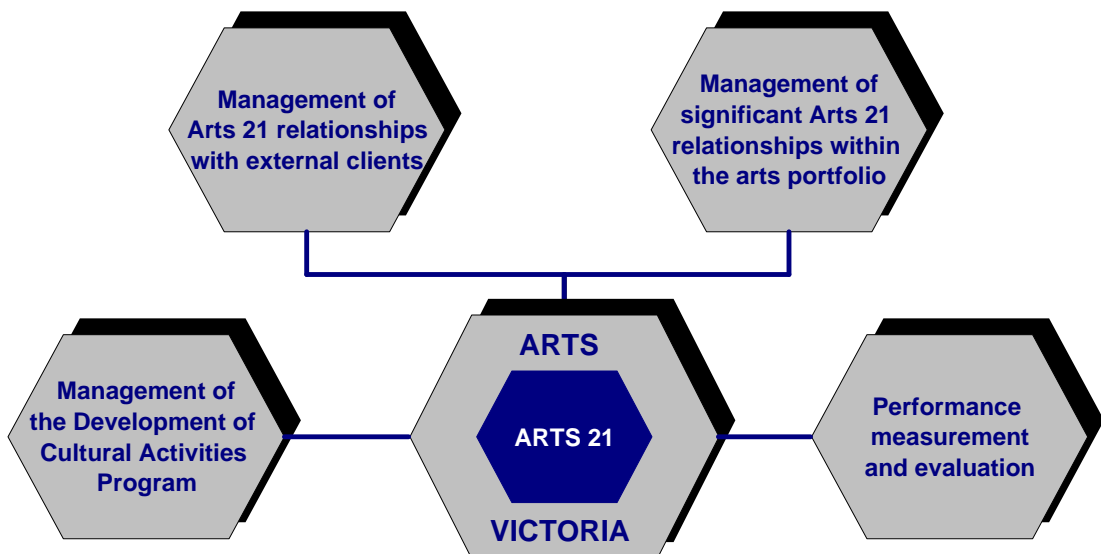 Management of
Arts 21 relationships
with external clients
Management of
significant Arts 21
relationships within
the arts portfolio
Management of
the Development of
Cultural Activities
Program
ARTS
ARTS 21
VICTORIA
Performance
measurement
and evaluation